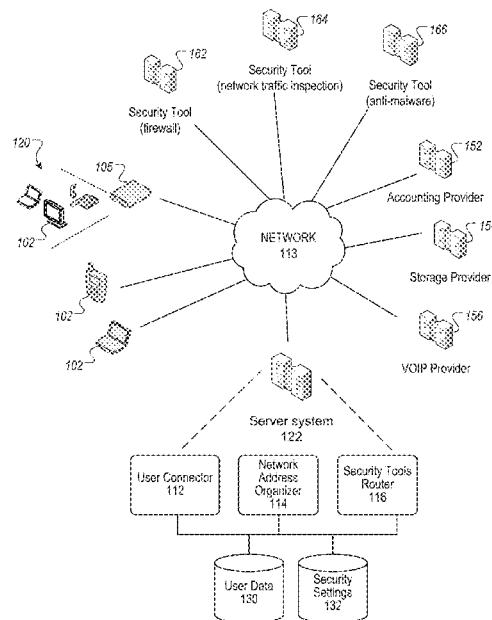 164
162
166
Security Tool
(network traffic inspection)
Security Tool
(firewall)
Security Tool
(anti-malware)
120
105
102
152
Accounting Provider
NETWORK
113
15
Storage Provider
102
156
VOIP Provider
102
Server system
122
User Connector
112
Network
Address
Organizer
114
Security Tools
Router
116
User Data
130
Security
Settings
132